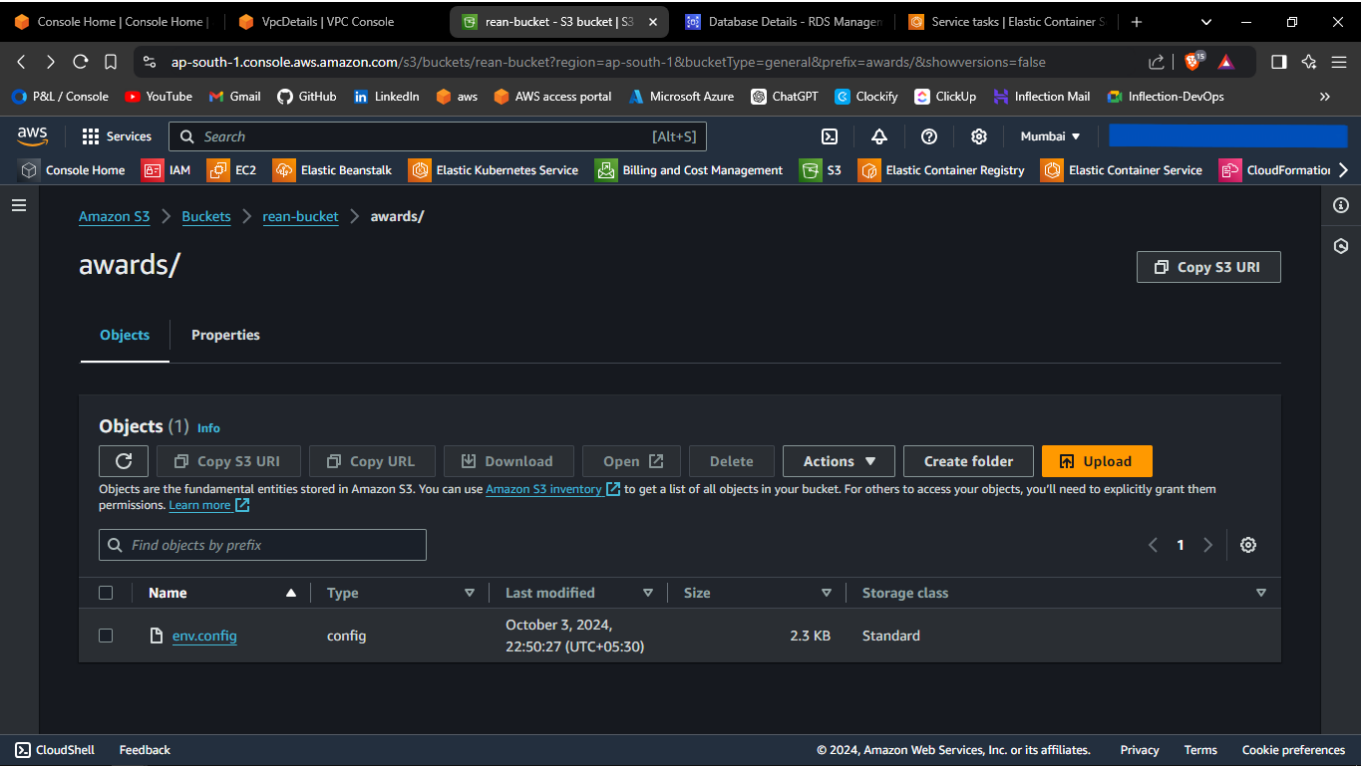 Console Home | Console Home | VpcDetails | VPC Console rean-bucket - S3 bucket | S3 Database Details - RDS Manage Service tasks | Elastic Container S
ap-south-1.console.aws.amazon.com/s3/buckets/rean-bucket?region=ap-south-1&bucketType=general&prefix=awards/&showversions=false 15
P&L / Console YouTube Gmail GitHub LinkedIn aws AWS access portal Microsoft Azure ChatGPT Clockify ClickUp Inflection Mail Inflection-DevOps
aws Services Search [Alt+S] Mumbai
Console Home IAM EC2 Elastic Beanstalk Elastic Kubernetes Service Billing and Cost Management S3 Elastic Container Registry Elastic Container Service CloudFormation
Amazon S3 > Buckets > rean-bucket > awards/
awards/
Copy S3 URI
Objects Properties
Objects (1) Info
Copy S3 URI Copy URL Download Open Delete Actions Create folder Upload
Objects are the fundamental entities stored in Amazon S3. You can use Amazon S3 inventory to get a list of all objects in your bucket. For others to access your objects, you'll need to explicitly grant them
permissions. Learn more
Find objects by prefix 1
Name Type Last modified Size Storage class
env.config config October 3, 2024, 2.3 KB Standard
22:50:27 (UTC+05:30)
CloudShell Feedback © 2024, Amazon Web Services, Inc. or its affiliates. Privacy Terms Cookie preferences